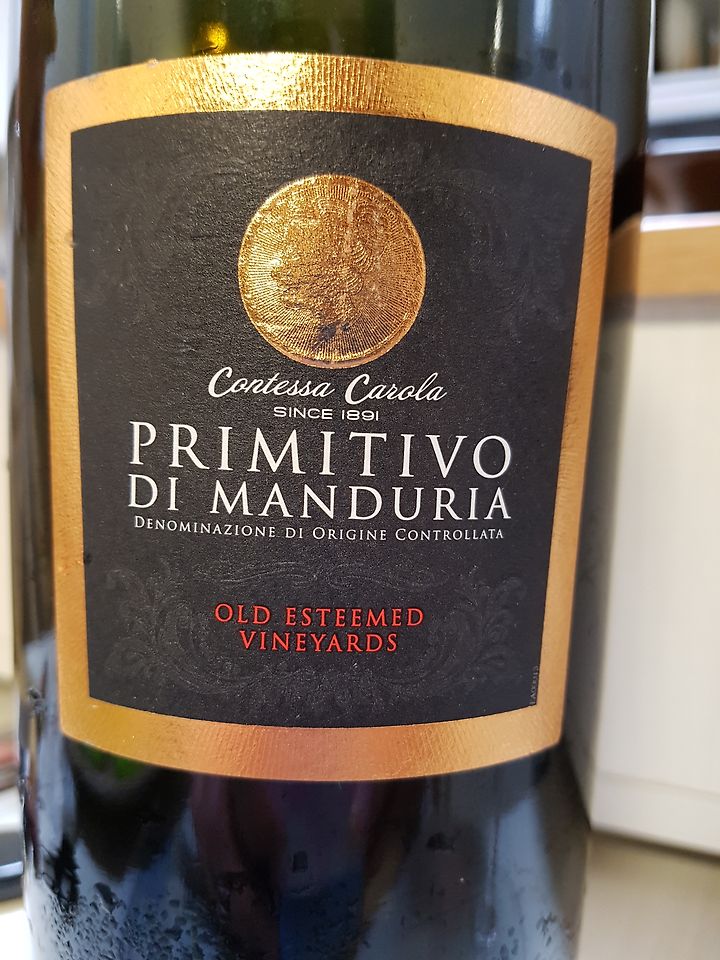 Contessa Carola
SINCE 1891
PRIMITIVO
DI MANDURIA
DENOMINAZIONE DI ORIGINE CONTROLLATA
OLD ESTEEMED
VINEYARDS